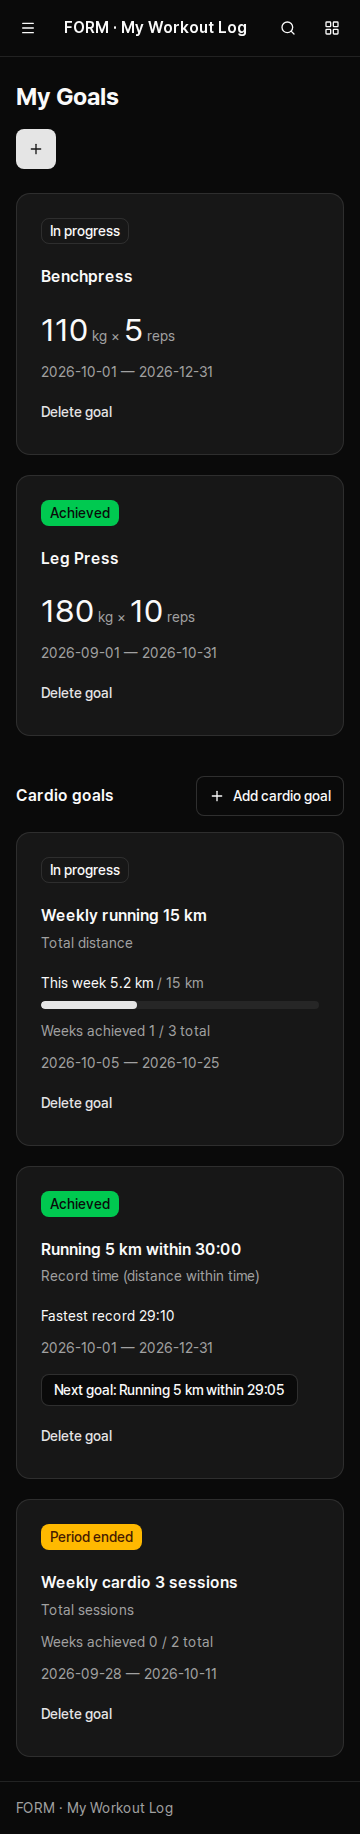 FORM · My Workout Log
My Goals
In progress
Benchpress
110 kg × 5 reps
2026-10-01 — 2026-12-31
Delete goal
Achieved
Leg Press
180 kg × 10 reps
2026-09-01 — 2026-10-31
Delete goal
Cardio goals
+ Add cardio goal
In progress
Weekly running 15 km
Total distance
This week 5.2 km / 15 km
Weeks achieved 1 / 3 total
2026-10-05 — 2026-10-25
Delete goal
Achieved
Running 5 km within 30:00
Record time (distance within time)
Fastest record 29:10
2026-10-01 — 2026-12-31
Next goal: Running 5 km within 29:05
Delete goal
Period ended
Weekly cardio 3 sessions
Total sessions
Weeks achieved 0 / 2 total
2026-09-28 — 2026-10-11
Delete goal
FORM · My Workout Log